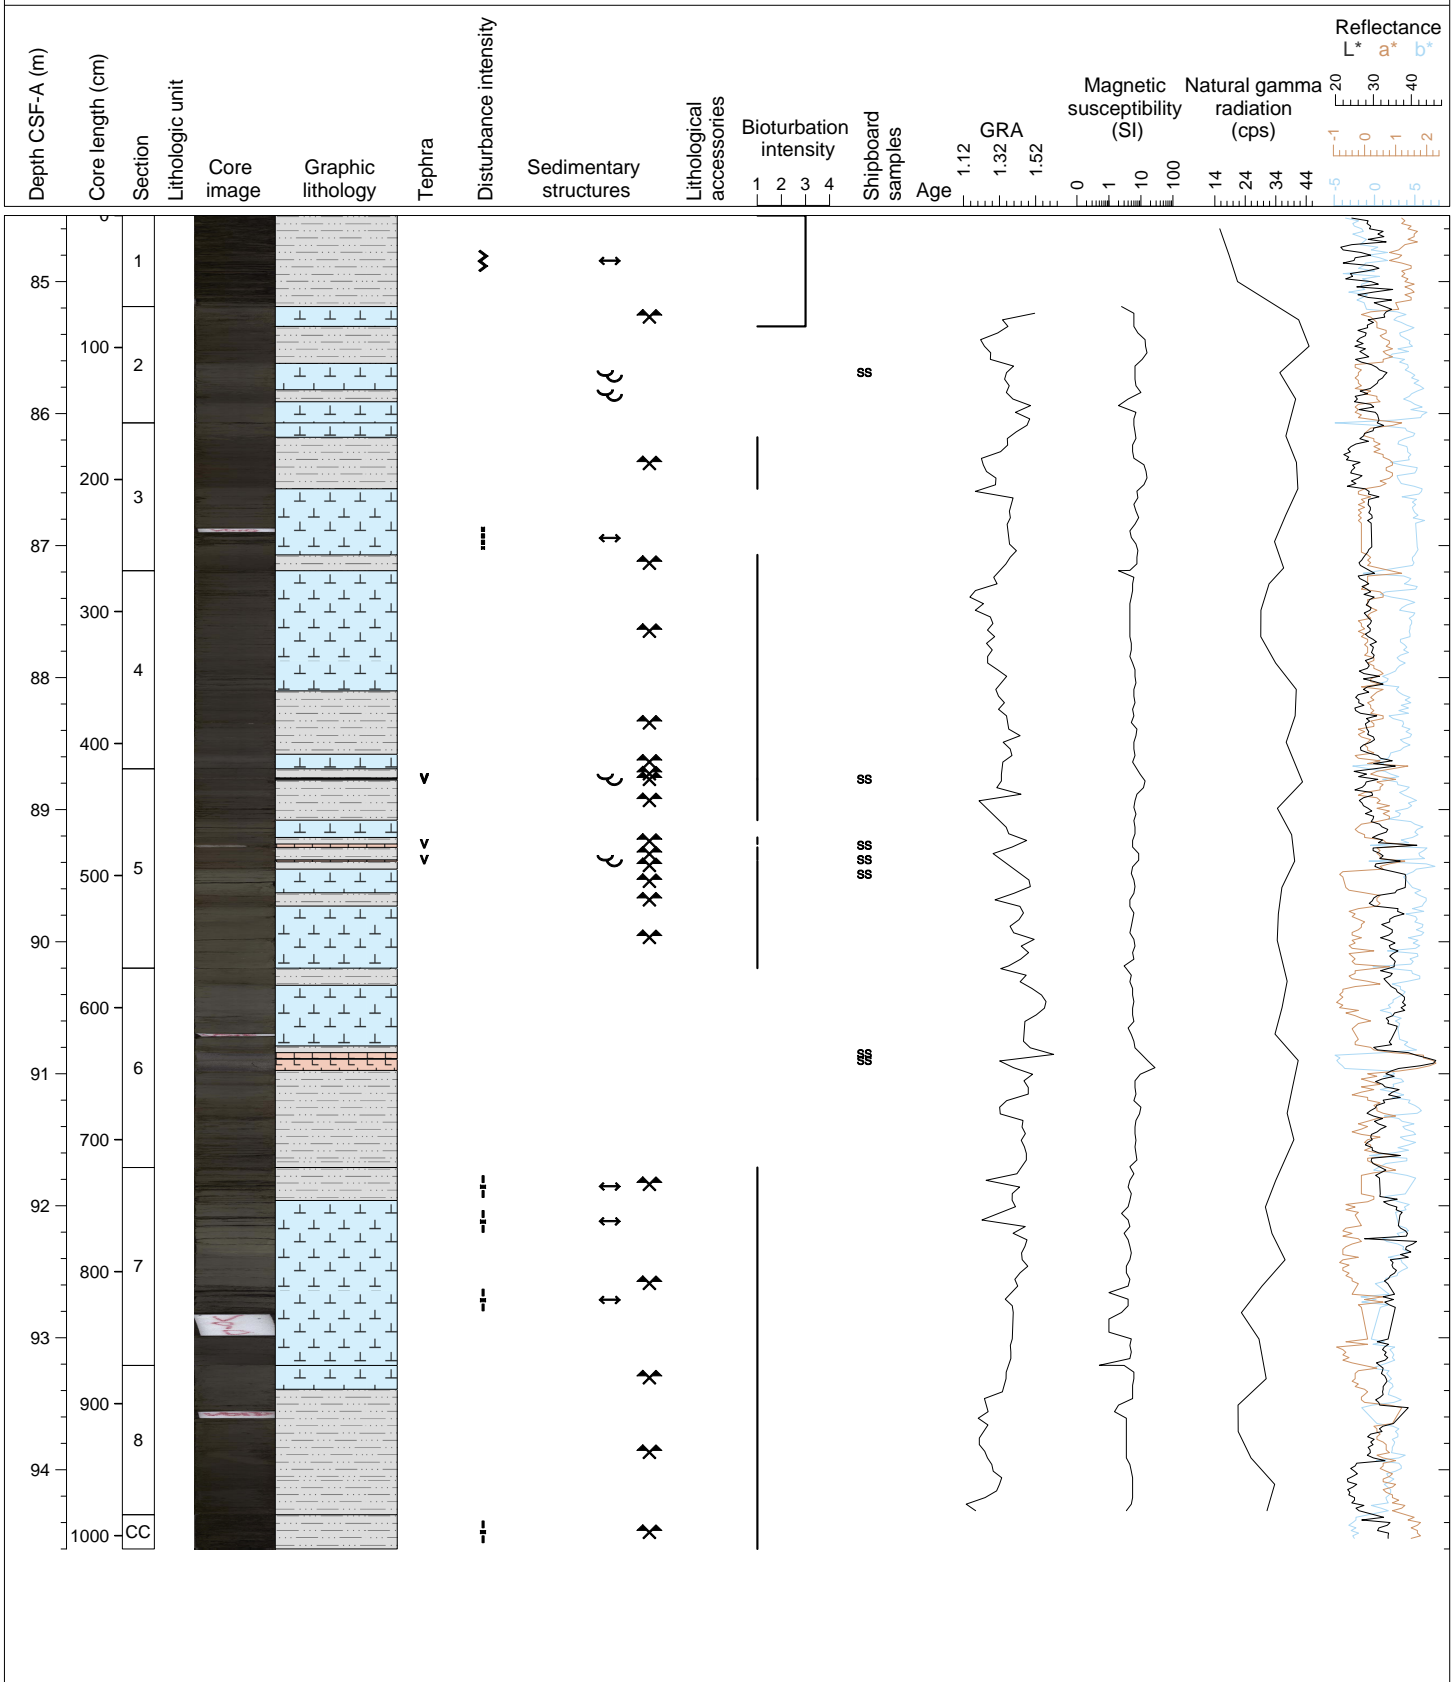 Depth CSF-A (m)
Core length (cm)
Section
Lithologic unit
Core
image
Graphic
lithology
Tephra
Disturbance intensity
Sedimentary
structures
Lithological
accessories
Bioturbation
intensity
1 2 3 4
Shipboard
samples
Age
GRA
1.12 1.32 1.52
Magnetic
susceptibility
(SI)
0 1 10 100
Natural gamma
radiation
(cps)
14 24 34 44
Reflectance
L* a* b*
20 30 40
-1 0 1 2
-5 0 5
0
1
85
100
2
ss
86
200
3
87
300
4
88
400
v ss
89
v ss
v ss
5
ss
500
90
600
ss
ss
6
91
700
92
7
800
93
900
8
94
1000
CC